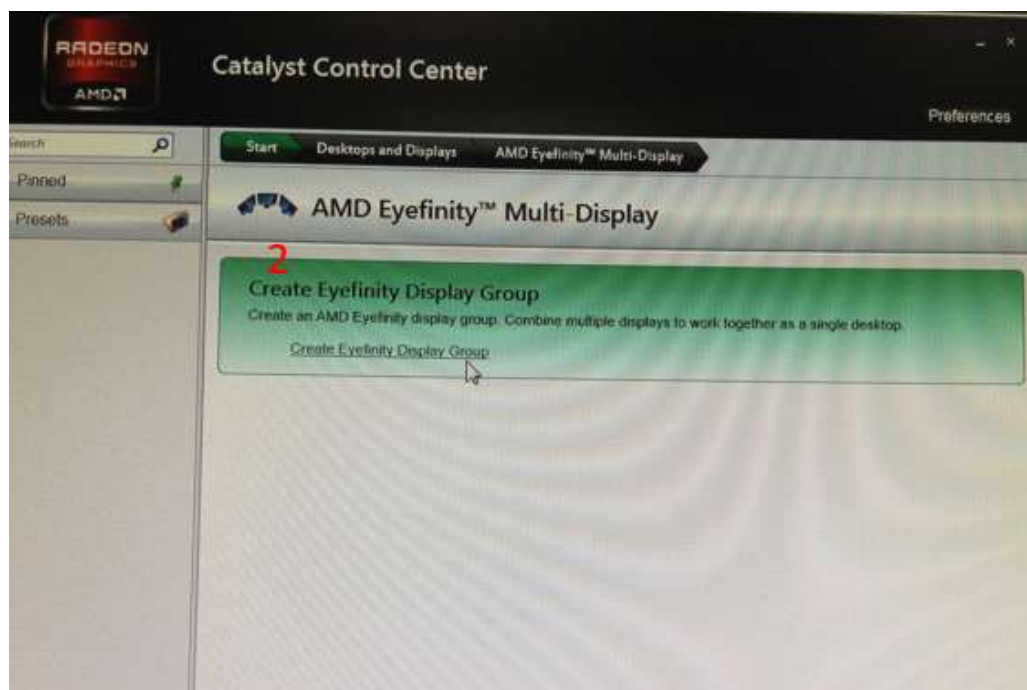 RADEON
GRAPHICS
AMD
Catalyst Control Center
Preferences
Search
Pinned
Presets
Start Desktops and Displays AMD Eyefinity™ Multi-Display
AMD Eyefinity™ Multi-Display
2
Create Eyefinity Display Group
Create an AMD Eyefinity display group. Combine multiple displays to work together as a single desktop.
Create Eyefinity Display Group